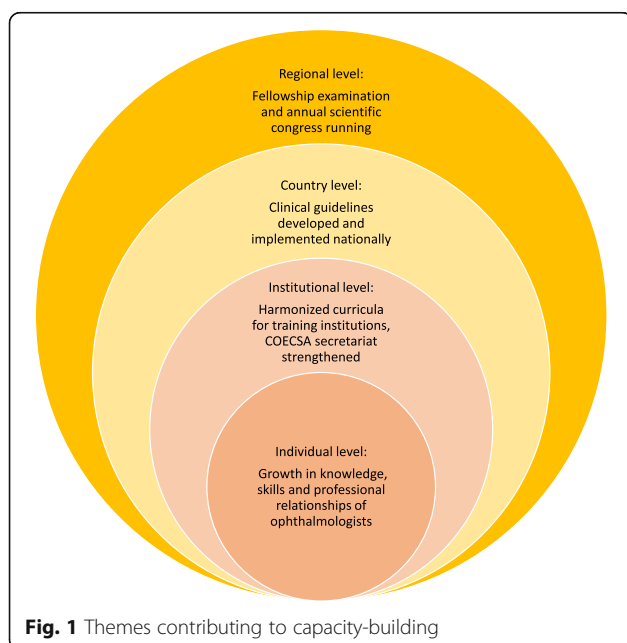 Regional level:
Fellowship examination
and annual scientific
congress running
Country level:
Clinical guidelines
developed and
implemented nationally
Institutional level:
Harmonized curricula
for training institutions,
COECSA secretariat
strengthened
Individual level:
Growth in knowledge,
skills and professional
relationships of
ophthalmologists
Fig. 1 Themes contributing to capacity-building